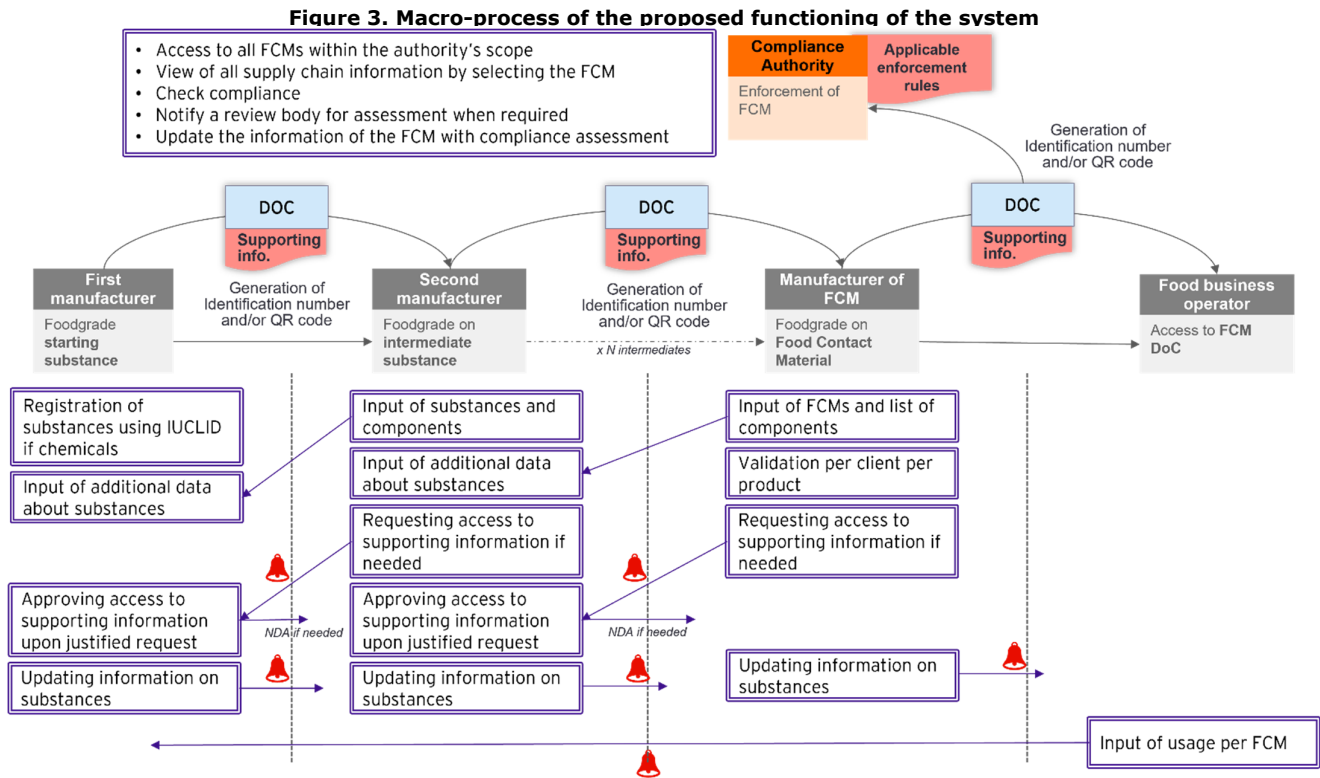 Figure 3. Macro-process of the proposed functioning of the system
• Access to all FCMs within the authority's scope
• View of all supply chain information by selecting the FCM
• Check compliance
• Notify a review body for assessment when required
• Update the information of the FCM with compliance assessment
Compliance
Authority
Enforcement of
FCM
Applicable
enforcement
rules
Generation of
Identification number
and/or QR code
DOC
Supporting
info.
DOC
Supporting
info.
DOC
Supporting
info.
First
manufacturer
Foodgrade
starting
substance
Generation of
Identification number
and/or QR code
Second
manufacturer
Foodgrade on
intermediate
substance
Generation of
Identification number
and/or QR code
x N intermediates
Manufacturer of
FCM
Foodgrade on
Food Contact
Material
Food business
operator
Access to FCM
DoC
Registration of
substances using IUCLID
if chemicals
Input of additional data
about substances
Approving access to
supporting information
upon justified request
NDA if needed
Updating information on
substances
Input of substances and
components
Input of additional data
about substances
Requesting access to
supporting information if
needed
Approving access to
supporting information
upon justified request
NDA if needed
Updating information on
substances
Input of FCMs and list of
components
Validation per client per
product
Requesting access to
supporting information if
needed
Updating information on
substances
Input of usage per FCM